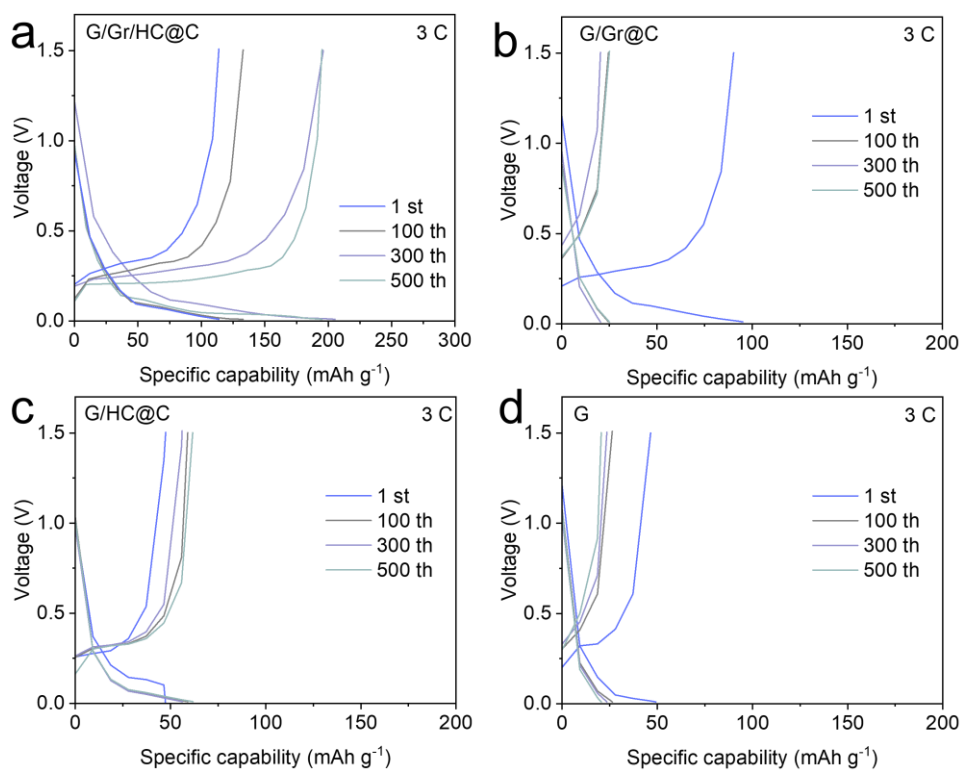 a
G/Gr/HC@C
3 C
1.5
1.0
0.5
0.0
Voltage (V)
1 st
100 th
300 th
500 th
0
50
100
150
200
250
300
Specific capability (mAh g⁻¹)
b
G/Gr@C
3 C
1.5
1.0
0.5
0.0
Voltage (V)
1 st
100 th
300 th
500 th
0
50
100
150
200
Specific capability (mAh g⁻¹)
c
G/HC@C
3 C
1.5
1.0
0.5
0.0
Voltage (V)
1 st
100 th
300 th
500 th
0
50
100
150
200
Specific capability (mAh g⁻¹)
d
G
3 C
1.5
1.0
0.5
0.0
Voltage (V)
1 st
100 th
300 th
500 th
0
50
100
150
200
Specific capability (mAh g⁻¹)